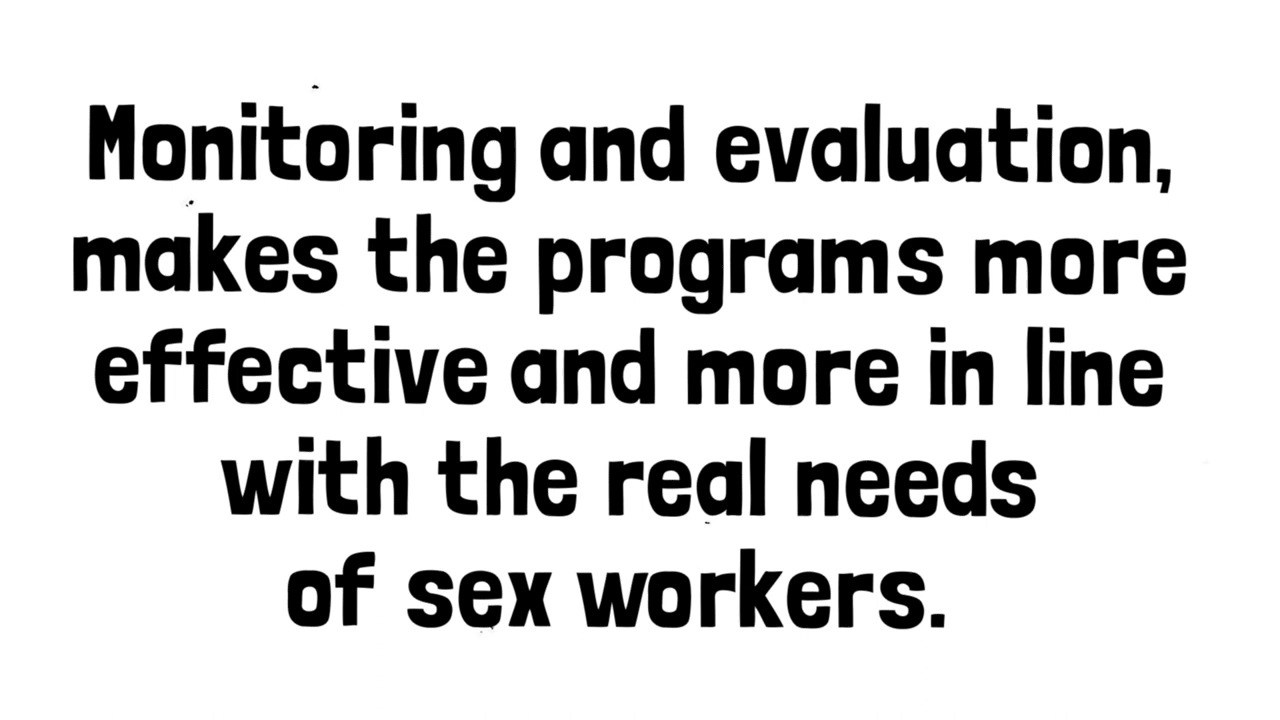 Monitoring and evaluation,
makes the programs more
effective and more in line
with the real needs
of sex workers.